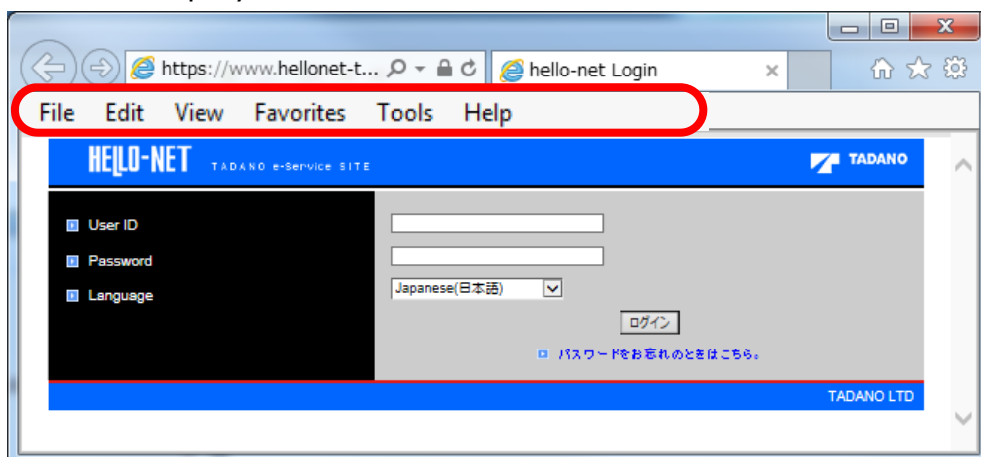 https://www.hellonet-t... hello-net Login
File Edit View Favorites Tools Help
HELLO-NET TADANO e-Service SITE TADANO
User ID
Password
Language Japanese(日本語)
ログイン
パスワードをお忘れのときはこちら。
TADANO LTD